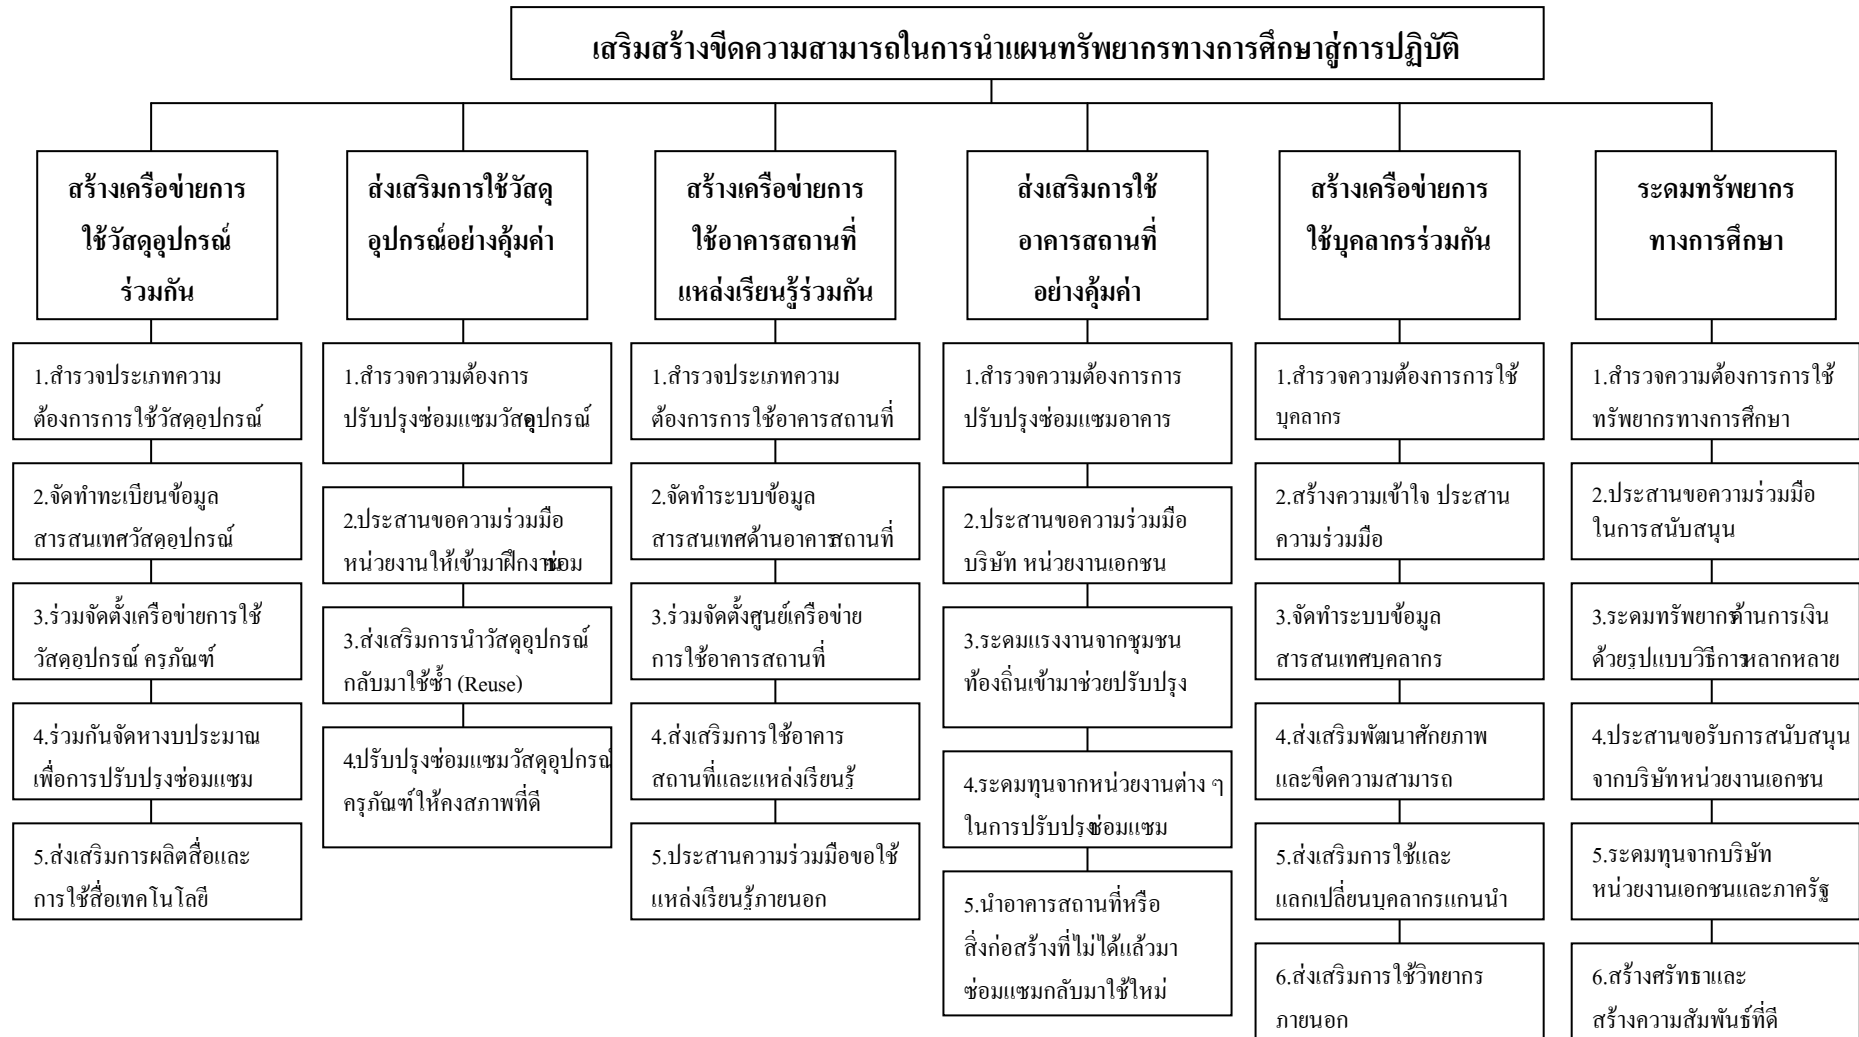 เสริมสร้างขีดความสามารถในการนำแผนทรัพยากรทางการศึกษาสู่การปฏิบัติ
สร้างเครือข่ายการ
ใช้วัสดุอุปกรณ์
ร่วมกัน
1.สำรวจประเภทความ
ต้องการการใช้วัสดุอุปกรณ์
2.จัดทำทะเบียนข้อมูล
สารสนเทศวัสดุอุปกรณ์
3.ร่วมจัดตั้งเครือข่ายการใช้
วัสดุอุปกรณ์ ครุภัณฑ์
4.ร่วมกันจัดหางบประมาณ
เพื่อการปรับปรุงซ่อมแซม
5.ส่งเสริมการผลิตสื่อและ
การใช้สื่อเทคโนโลยี
ส่งเสริมการใช้วัสดุ
อุปกรณ์อย่างคุ้มค่า
1.สำรวจความต้องการ
ปรับปรุงซ่อมแซมวัสดุอุปกรณ์
2.ประสานขอความร่วมมือ
หน่วยงานให้เข้ามาฝึกงานซ่อม
3.ส่งเสริมการนำวัสดุอุปกรณ์
กลับมาใช้ซ้ำ (Reuse)
4.ปรับปรุงซ่อมแซมวัสดุอุปกรณ์
ครุภัณฑ์ให้คงสภาพที่ดี
สร้างเครือข่ายการ
ใช้อาคารสถานที่
แหล่งเรียนรู้ร่วมกัน
1.สำรวจประเภทความ
ต้องการการใช้อาคารสถานที่
2.จัดทำระบบข้อมูล
สารสนเทศด้านอาคารสถานที่
3.ร่วมจัดตั้งศูนย์เครือข่าย
การใช้อาคารสถานที่
4.ส่งเสริมการใช้อาคาร
สถานที่และแหล่งเรียนรู้
5.ประสานความร่วมมือขอใช้
แหล่งเรียนรู้ภายนอก
ส่งเสริมการใช้
อาคารสถานที่
อย่างคุ้มค่า
1.สำรวจความต้องการการ
ปรับปรุงซ่อมแซมอาคาร
2.ประสานขอความร่วมมือ
บริษัท หน่วยงานเอกชน
3.ระดมแรงงานจากชุมชน
ท้องถิ่นเข้ามาช่วยปรับปรุง
4.ระดมทุนจากหน่วยงานต่าง ๆ
ในการปรับปรุงซ่อมแซม
5.นำอาคารสถานที่หรือ
สิ่งก่อสร้างที่ไม่ได้แล้วมา
ซ่อมแซมกลับมาใช้ใหม่
สร้างเครือข่ายการ
ใช้บุคลากรร่วมกัน
1.สำรวจความต้องการการใช้
บุคลากร
2.สร้างความเข้าใจ ประสาน
ความร่วมมือ
3.จัดทำระบบข้อมูล
สารสนเทศบุคลากร
4.ส่งเสริมพัฒนาศักยภาพ
และขีดความสามารถ
5.ส่งเสริมการใช้และ
แลกเปลี่ยนบุคลากรแกนนำ
6.ส่งเสริมการใช้วิทยากร
ภายนอก
ระดมทรัพยากร
ทางการศึกษา
1.สำรวจความต้องการการใช้
ทรัพยากรทางการศึกษา
2.ประสานขอความร่วมมือ
ในการสนับสนุน
3.ระดมทรัพยากรด้านการเงิน
ด้วยรูปแบบวิธีการหลากหลาย
4.ประสานขอรับการสนับสนุน
จากบริษัทหน่วยงานเอกชน
5.ระดมทุนจากบริษัท
หน่วยงานเอกชนและภาครัฐ
6.สร้างศรัทธาและ
สร้างความสัมพันธ์ที่ดี